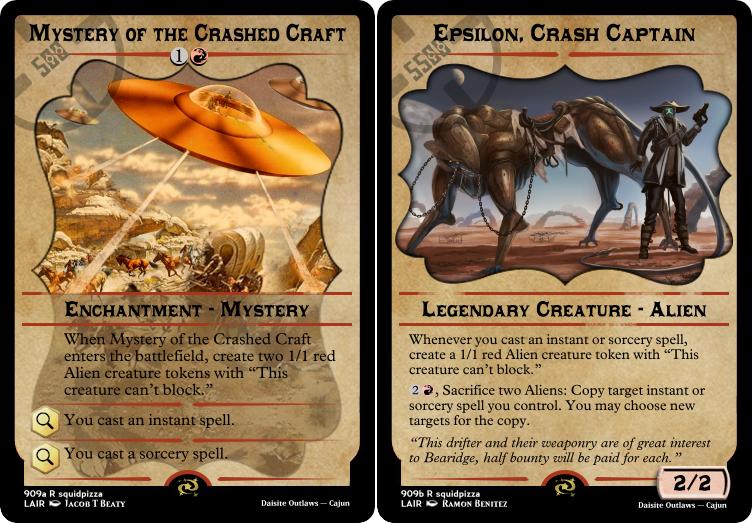 Mystery of the Crashed Craft
1
Enchantment - Mystery
When Mystery of the Crashed Craft
enters the battlefield, create two 1/1 red
Alien creature tokens with “This
creature can’t block.”
You cast an instant spell.
You cast a sorcery spell.
909a R squidpizza
LAIR Jacob T Beaty
Daisite Outlaws — Cajun
Epsilon, Crash Captain
Legendary Creature - Alien
Whenever you cast an instant or sorcery spell,
create a 1/1 red Alien creature token with “This
creature can’t block.”
2 , Sacrifice two Aliens: Copy target instant or
sorcery spell you control. You may choose new
targets for the copy.
“This drifter and their weaponry are of great interest
to Bearidge, half bounty will be paid for each.”
2/2
909b R squidpizza
LAIR Ramon Benitez
Daisite Outlaws — Cajun